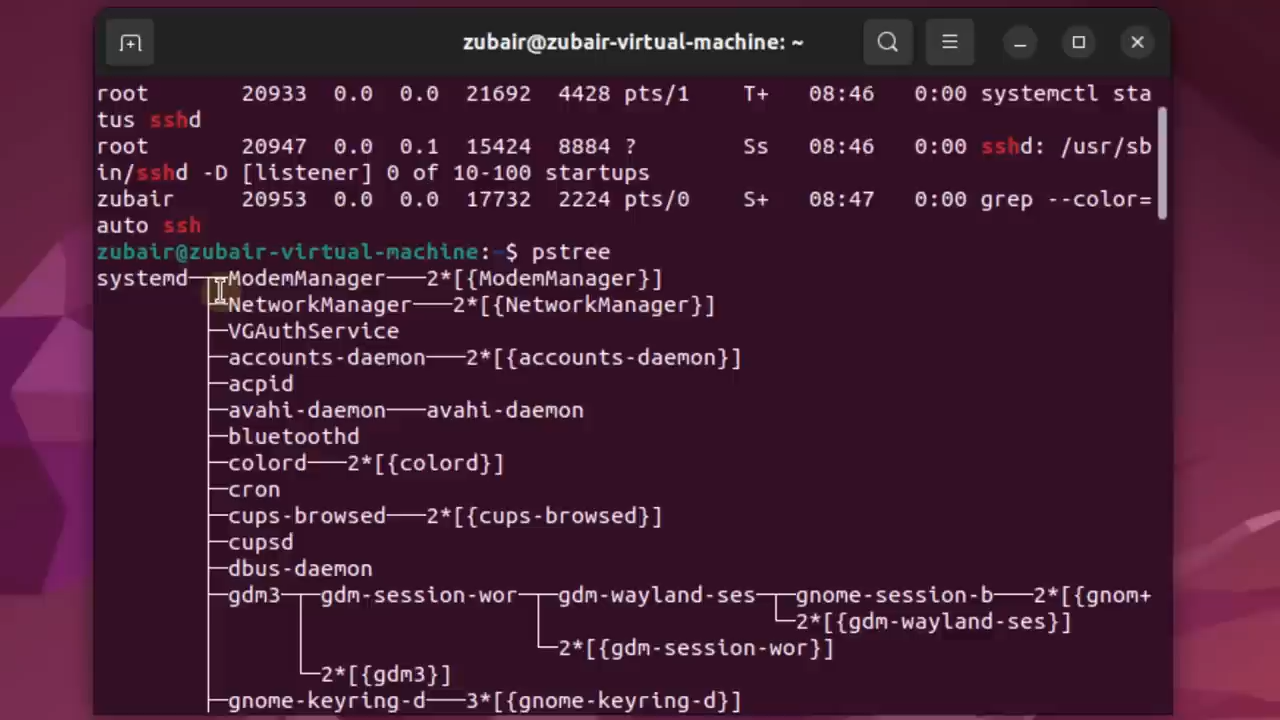 zubair@zubair-virtual-machine: ~
root       20933  0.0  0.0  21692  4428 pts/1    T+   08:46   0:00 systemctl sta
tus sshd
root       20947  0.0  0.1  15424  8884 ?        Ss   08:46   0:00 sshd: /usr/sb
in/sshd -D [listener] 0 of 10-100 startups
zubair     20953  0.0  0.0  17732  2224 pts/0    S+   08:47   0:00 grep --color=
auto ssh
zubair@zubair-virtual-machine:~$ pstree
systemd─┬─ModemManager───2*[{ModemManager}]
        ├─NetworkManager───2*[{NetworkManager}]
        ├─VGAuthService
        ├─accounts-daemon───2*[{accounts-daemon}]
        ├─acpid
        ├─avahi-daemon───avahi-daemon
        ├─bluetoothd
        ├─colord───2*[{colord}]
        ├─cron
        ├─cups-browsed───2*[{cups-browsed}]
        ├─cupsd
        ├─dbus-daemon
        ├─gdm3─┬─gdm-session-wor─┬─gdm-wayland-ses─┬─gnome-session-b───2*[{gnom+
        │      │                 │                 └─2*[{gdm-wayland-ses}]
        │      │                 └─2*[{gdm-session-wor}]
        │      └─2*[{gdm3}]
        ├─gnome-keyring-d───3*[{gnome-keyring-d}]